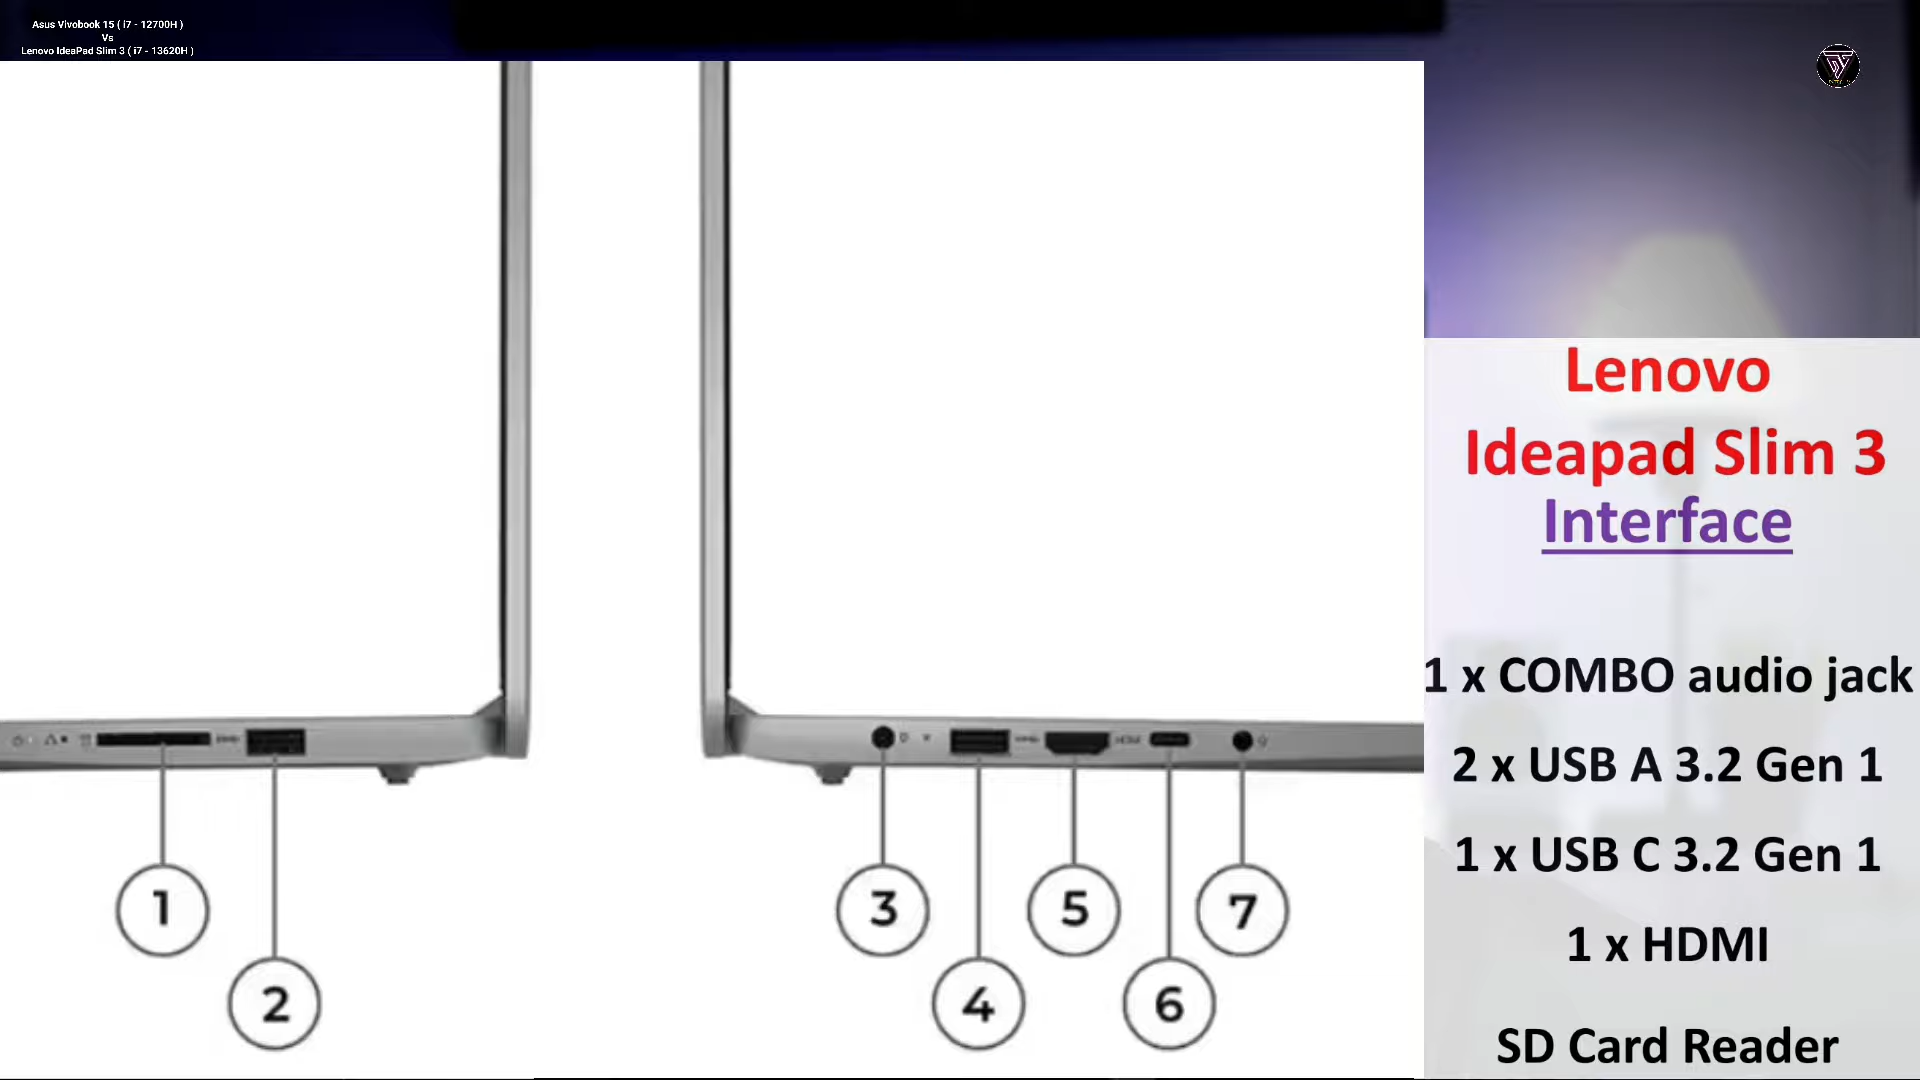 Asus Vivobook 15 ( i7 - 12700H )
Vs
Lenovo IdeaPad Slim 3 ( i7 - 13620H )
Lenovo
Ideapad Slim 3
Interface
1 x COMBO audio jack
2 x USB A 3.2 Gen 1
1 x USB C 3.2 Gen 1
1 x HDMI
SD Card Reader
HDMI
1
3
5
7
2
4
6